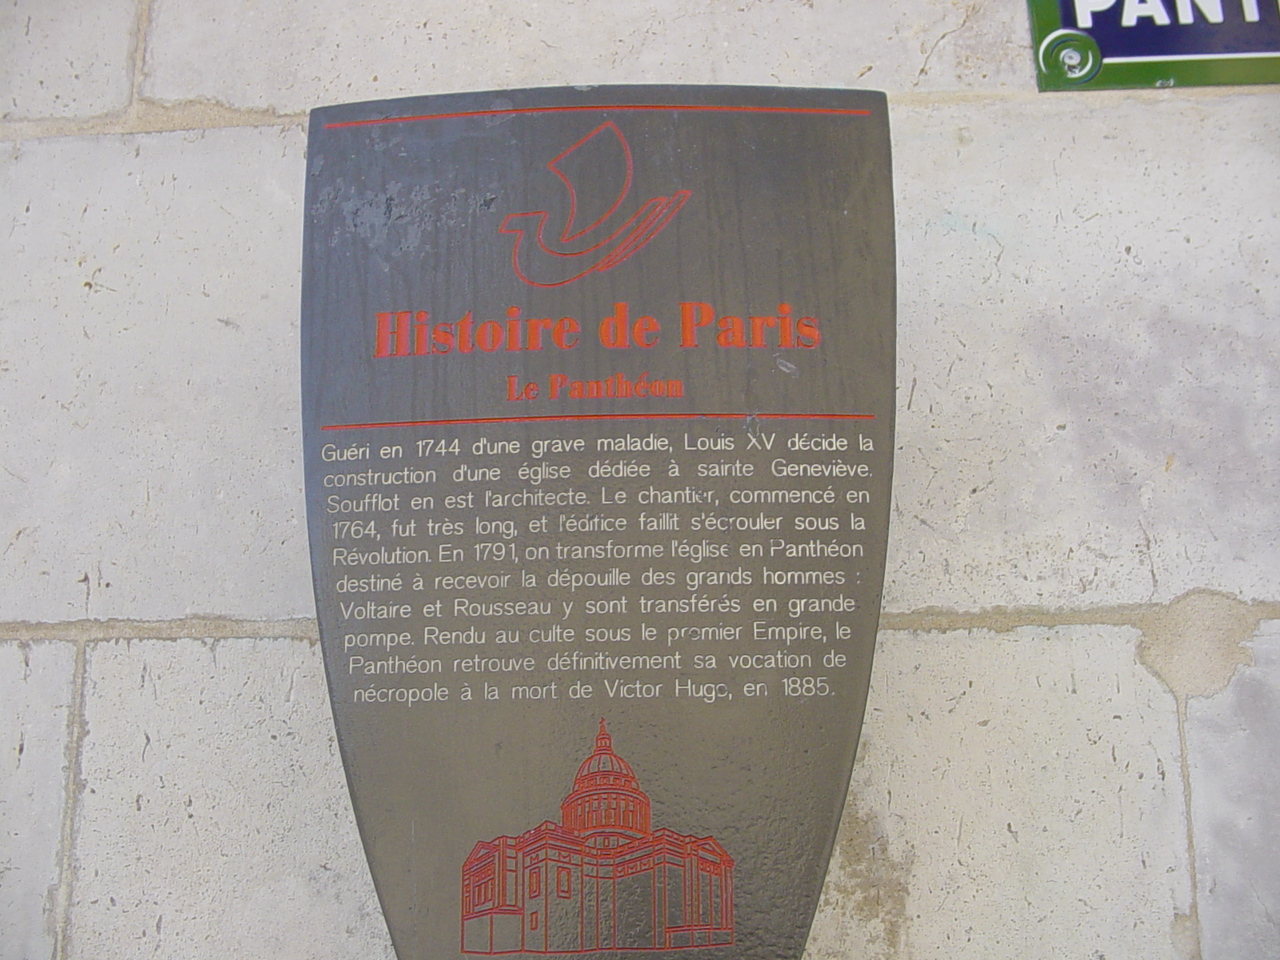 PANT
Histoire de Paris
Le Panthéon
Guéri en 1744 d'une grave maladie, Louis XV décide la
construction d'une église dédiée à sainte Geneviève.
Soufflot en est l'architecte. Le chantier, commencé en
1764, fut très long, et l'édifice faillit s'écrouler sous la
Révolution. En 1791, on transforme l'église en Panthéon
destiné à recevoir la dépouille des grands hommes :
Voltaire et Rousseau y sont transférés en grande
pompe. Rendu au culte sous le premier Empire, le
Panthéon retrouve définitivement sa vocation de
nécropole à la mort de Victor Hugo, en 1885.